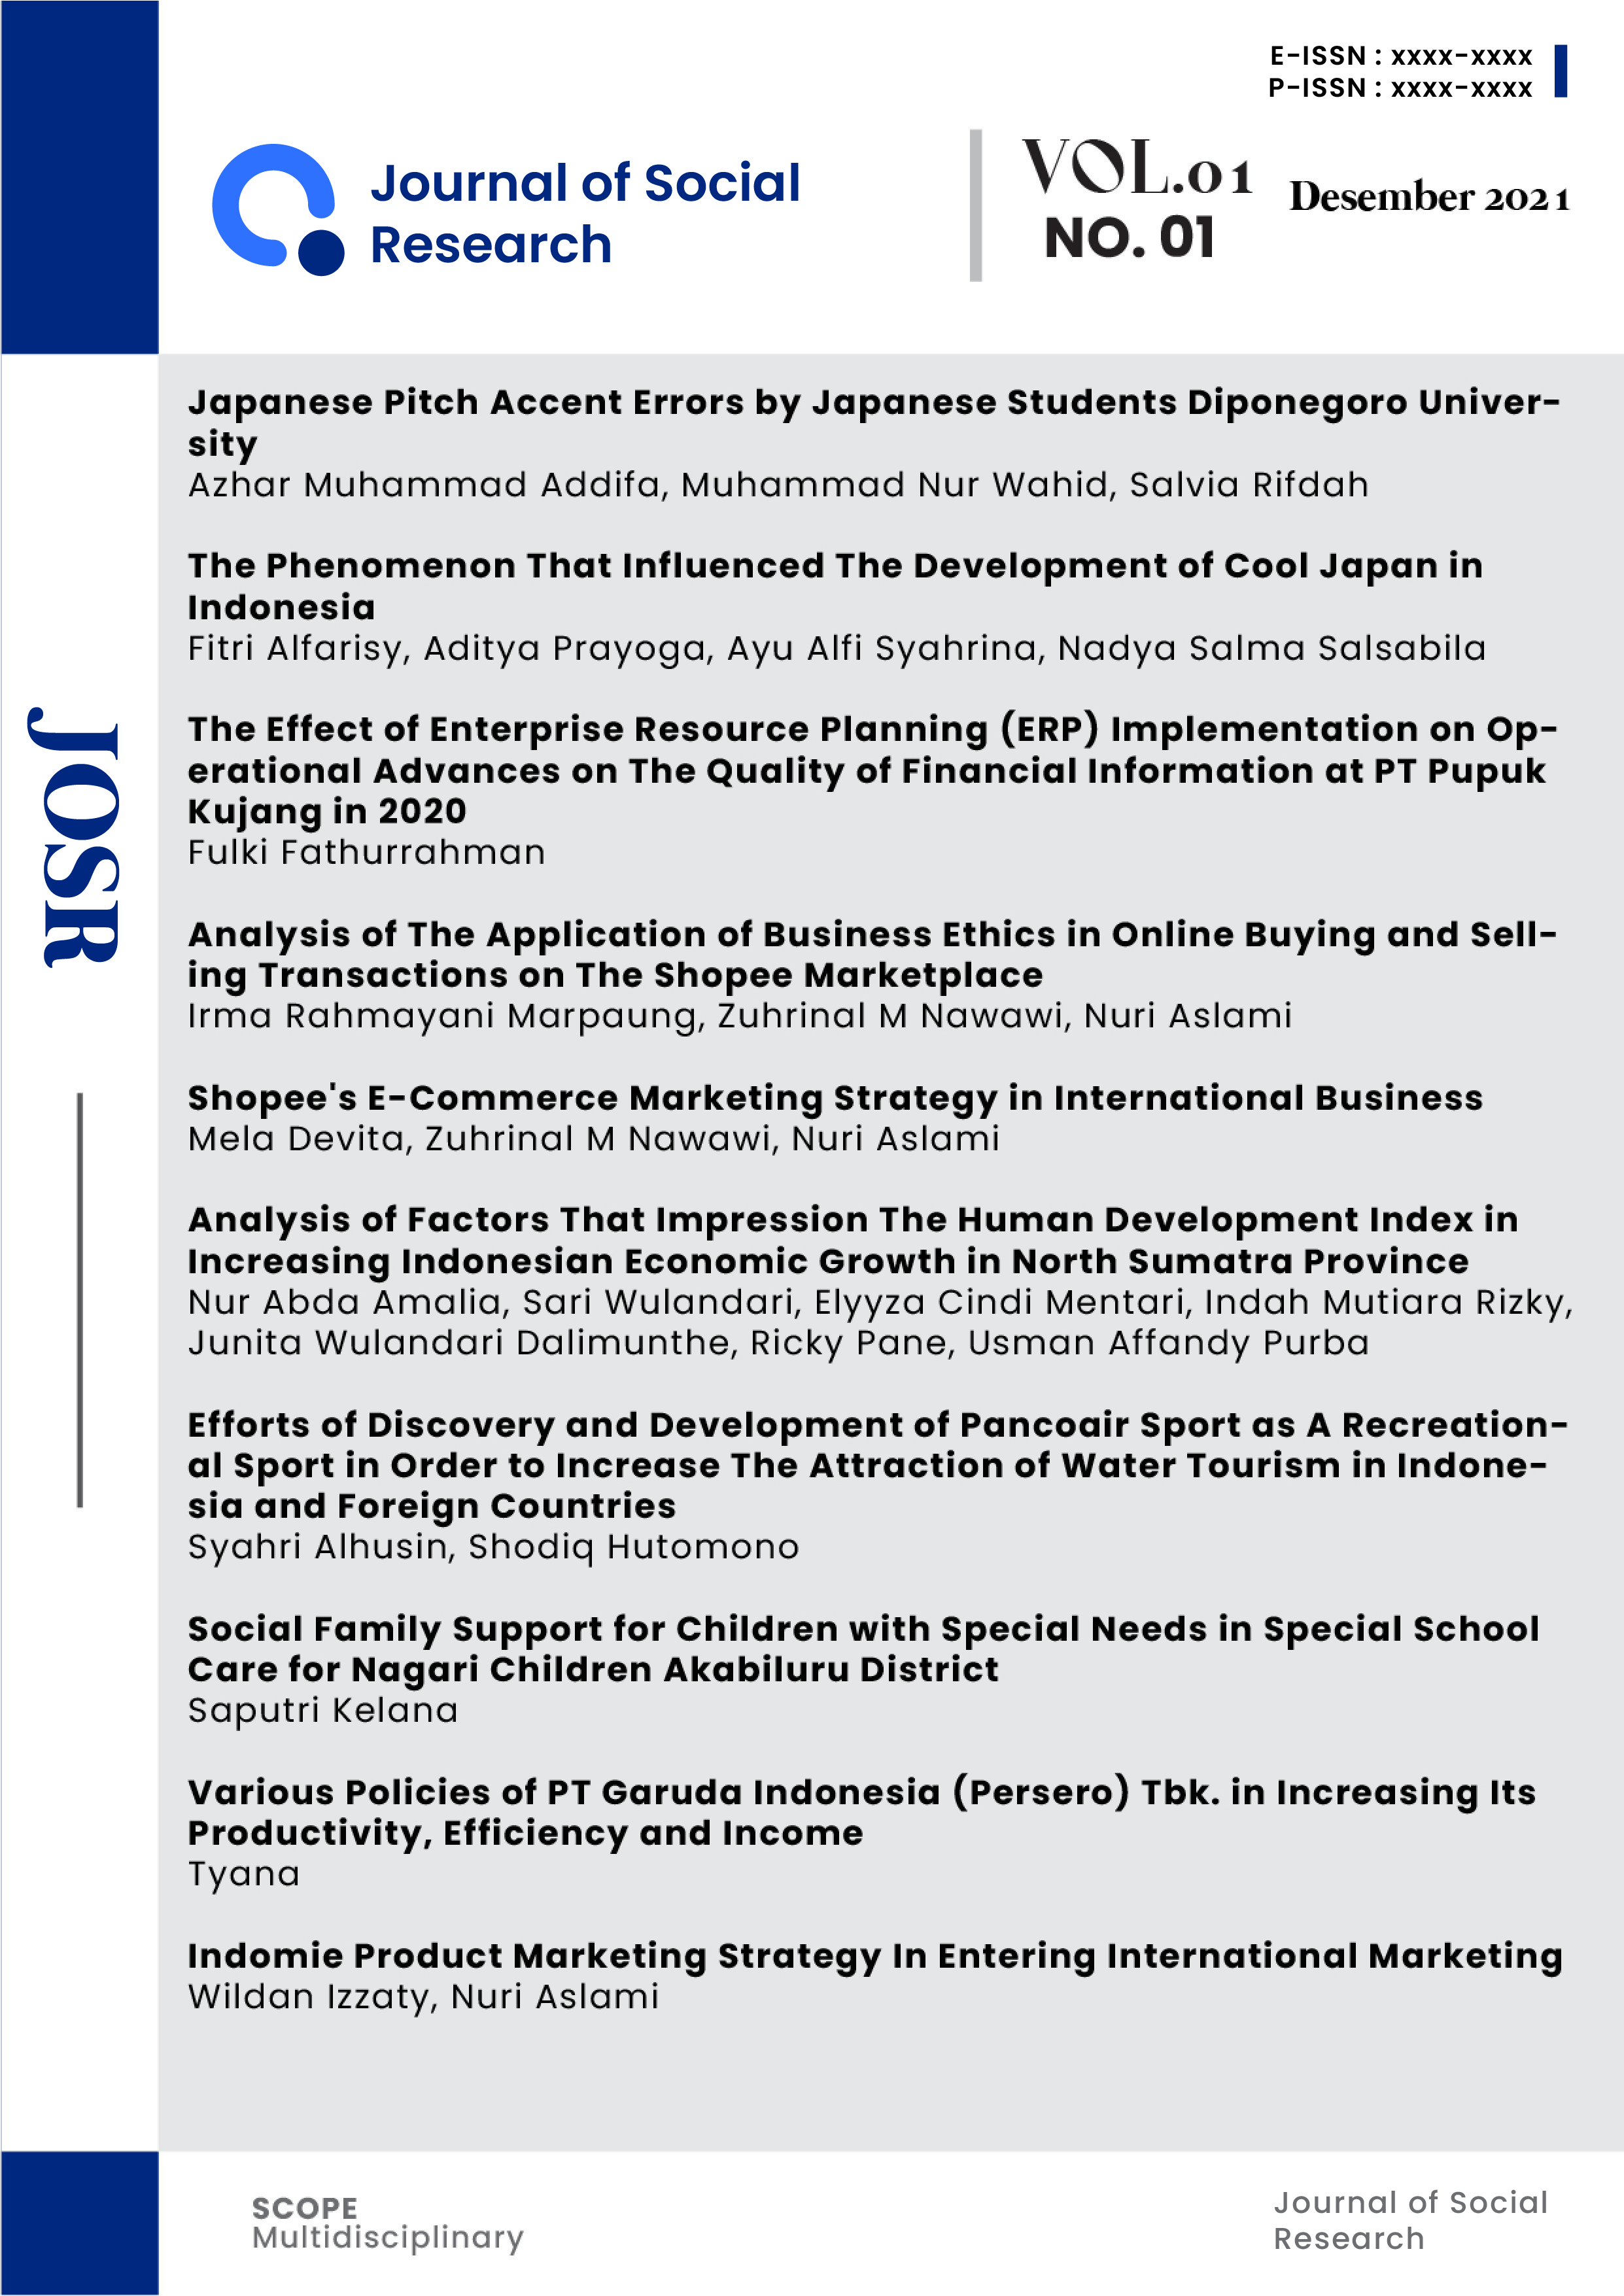 E-ISSN : xxxx-xxxx
P-ISSN : xxxx-xxxx
Journal of Social
Research
VOL.01
NO. 01
Desember 2021
JOSR
Japanese Pitch Accent Errors by Japanese Students Diponegoro Univer-
sity
Azhar Muhammad Addifa, Muhammad Nur Wahid, Salvia Rifdah
The Phenomenon That Influenced The Development of Cool Japan in
Indonesia
Fitri Alfarisy, Aditya Prayoga, Ayu Alfi Syahrina, Nadya Salma Salsabila
The Effect of Enterprise Resource Planning (ERP) Implementation on Op-
erational Advances on The Quality of Financial Information at PT Pupuk
Kujang in 2020
Fulki Fathurrahman
Analysis of The Application of Business Ethics in Online Buying and Sell-
ing Transactions on The Shopee Marketplace
Irma Rahmayani Marpaung, Zuhrinal M Nawawi, Nuri Aslami
Shopee's E-Commerce Marketing Strategy in International Business
Mela Devita, Zuhrinal M Nawawi, Nuri Aslami
Analysis of Factors That Impression The Human Development Index in
Increasing Indonesian Economic Growth in North Sumatra Province
Nur Abda Amalia, Sari Wulandari, Elyyza Cindi Mentari, Indah Mutiara Rizky,
Junita Wulandari Dalimunthe, Ricky Pane, Usman Affandy Purba
Efforts of Discovery and Development of Pancoair Sport as A Recreation-
al Sport in Order to Increase The Attraction of Water Tourism in Indone-
sia and Foreign Countries
Syahri Alhusin, Shodiq Hutomono
Social Family Support for Children with Special Needs in Special School
Care for Nagari Children Akabiluru District
Saputri Kelana
Various Policies of PT Garuda Indonesia (Persero) Tbk. in Increasing Its
Productivity, Efficiency and Income
Tyana
Indomie Product Marketing Strategy In Entering International Marketing
Wildan Izzaty, Nuri Aslami
SCOPE
Multidisciplinary
Journal of Social
Research